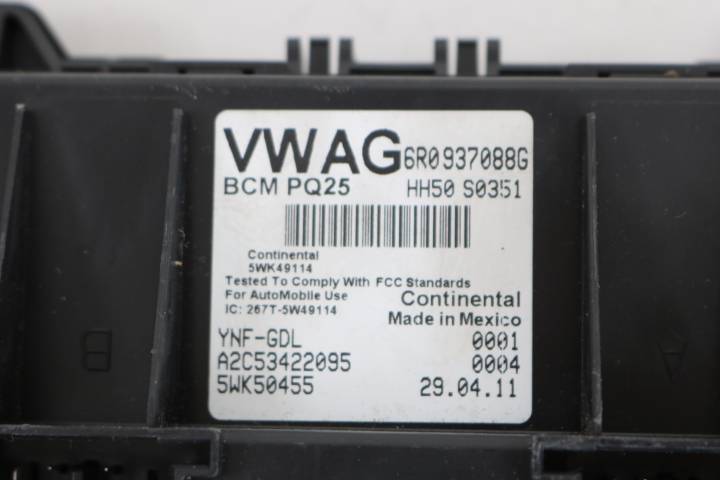 VWAG 6R0937088G
BCM PQ25 HH50 S0351
Continental
5WK49114
Tested To Comply With FCC Standards
For AutoMobile Use
IC: 267T-5W49114
Continental
Made in Mexico
YNF-GDL 0001
A2C53422095 0004
5WK50455 29.04.11
B
A